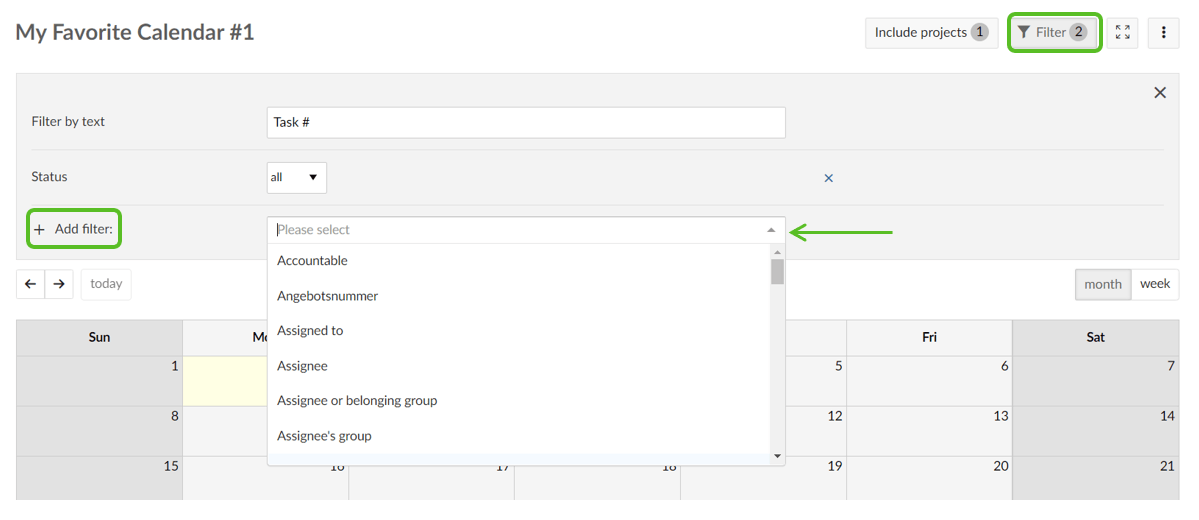 My Favorite Calendar #1
Include projects 1
Filter 2
Filter by text
Task #
Status
all
+ Add filter:
Please select
Accountable
Angebotsnummer
Assigned to
Assignee
Assignee or belonging group
Assignee's group
today
month week
Sun Fri Sat
1 5 6 7
8 12 13 14
15 16 17 18 19 20 21